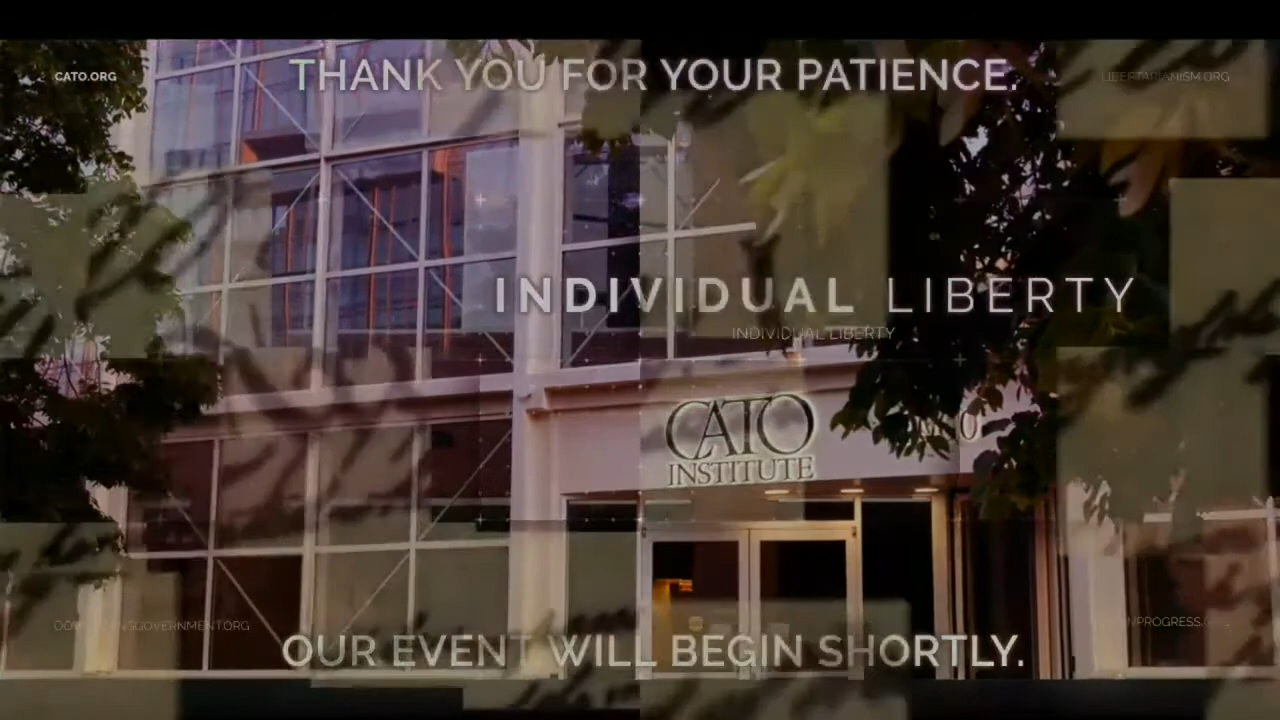 THANK YOU FOR YOUR PATIENCE.
CATO.ORG
LIBERTARIANISM.ORG
INDIVIDUAL LIBERTY
INDIVIDUAL LIBERTY
CATO
INSTITUTE
OUR EVENT WILL BEGIN SHORTLY.